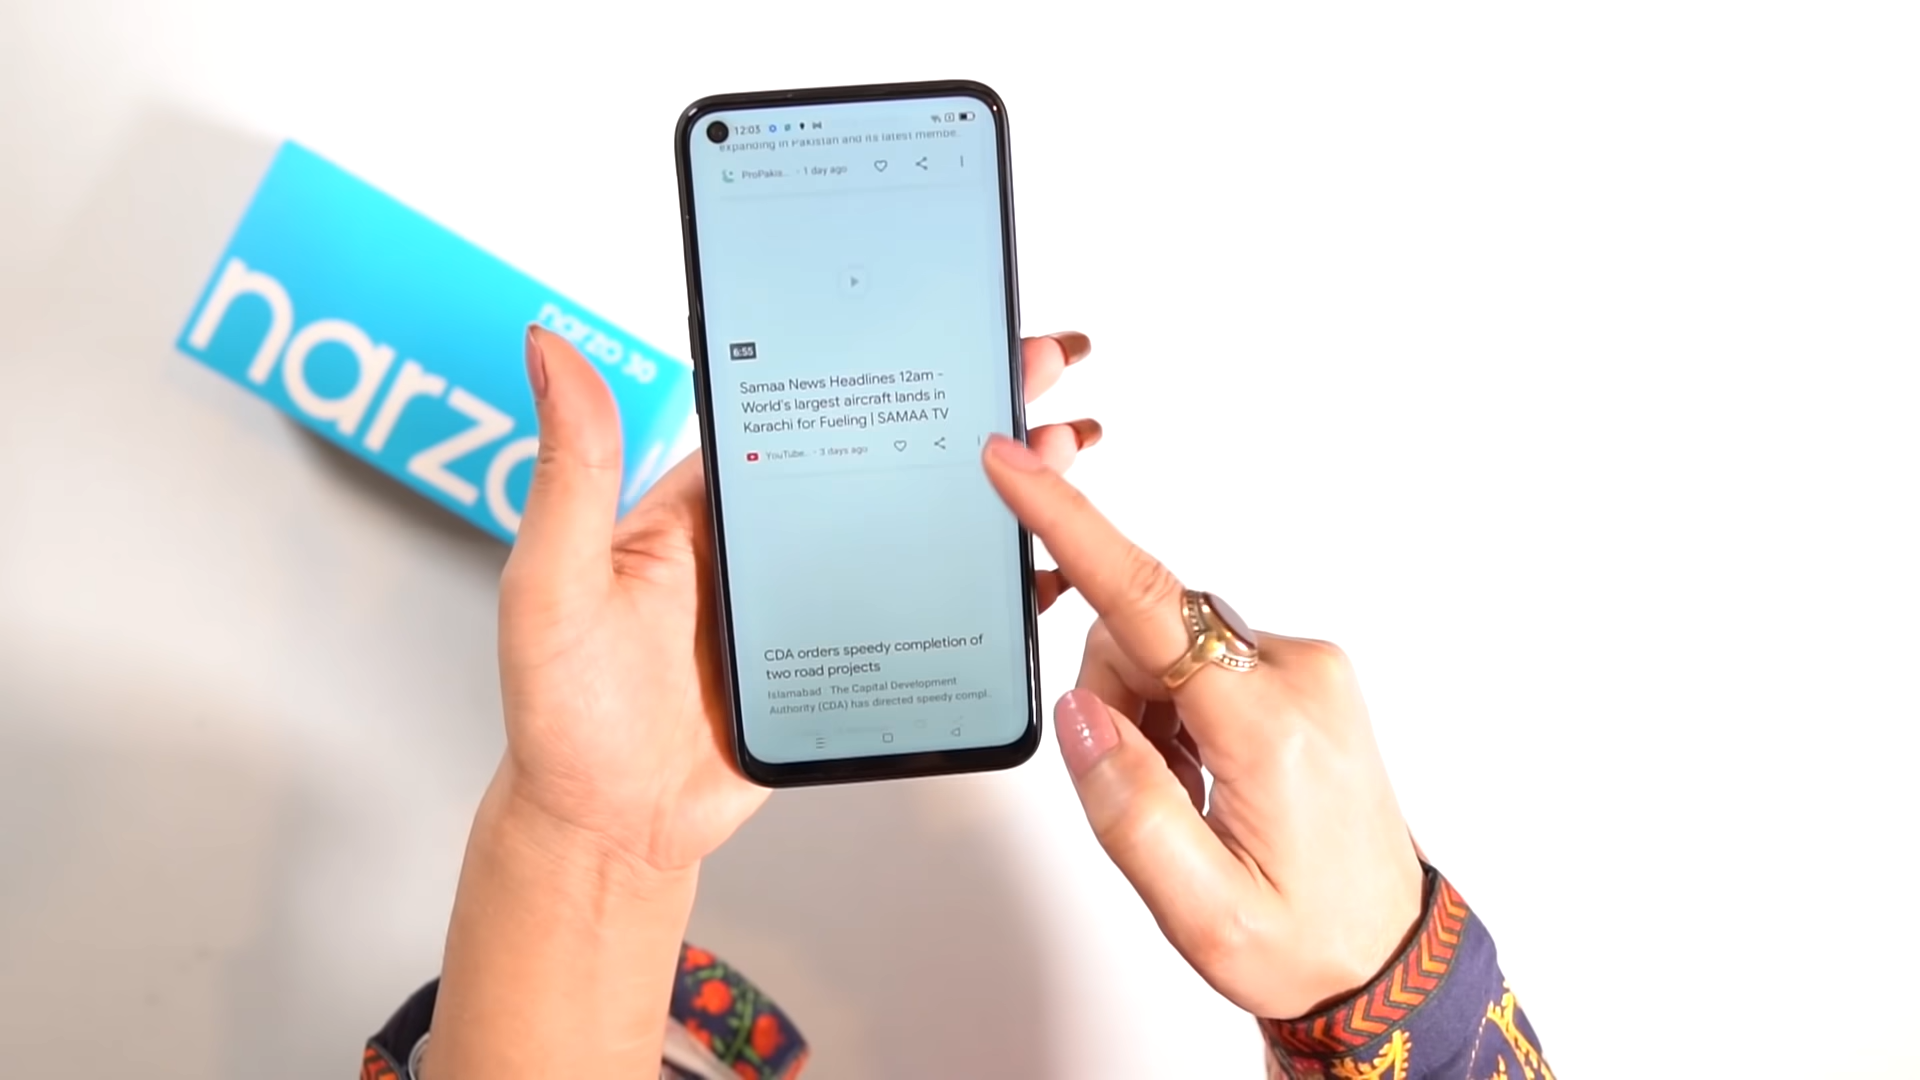 narzo 30
narzo
12:03
expanding in Pakistan and its latest membe..
ProPakis... · 1 day ago
6:55
Samaa News Headlines 12am -
World's largest aircraft lands in
Karachi for Fueling | SAMAA TV
YouTube.. · 3 days ago
CDA orders speedy completion of
two road projects
Islamabad The Capital Development
Authority (CDA) has directed speedy compl..